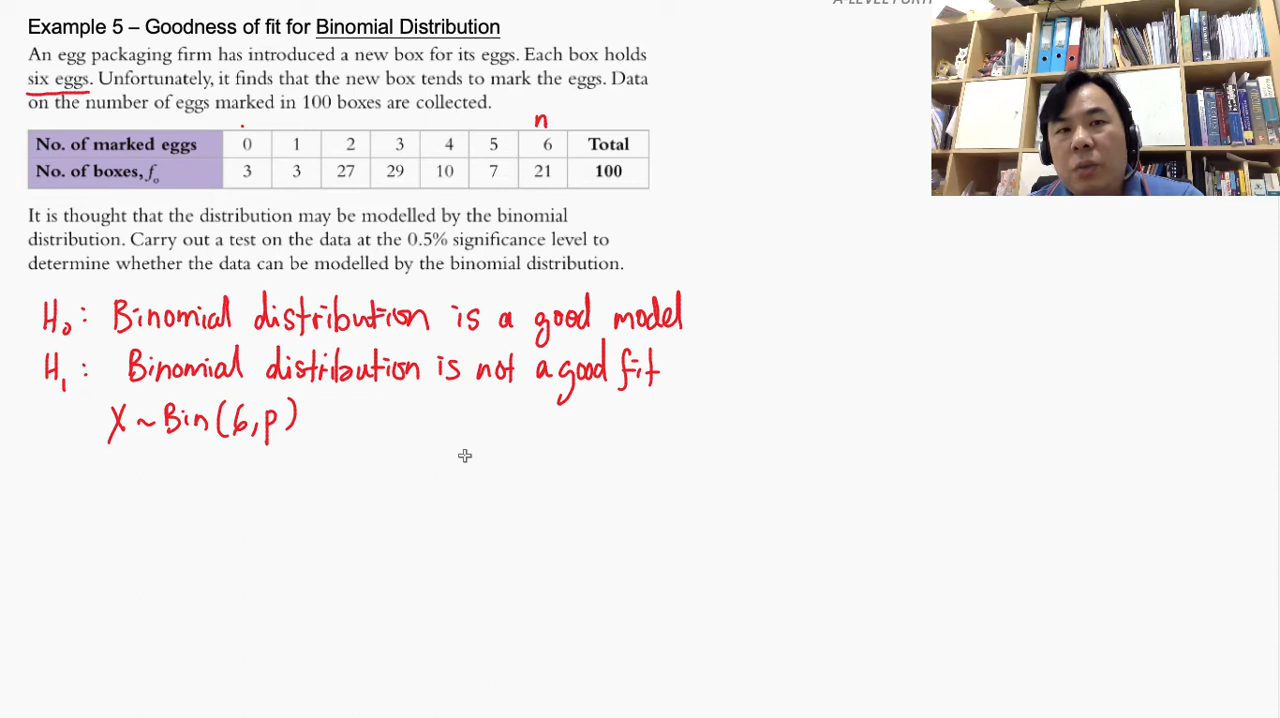 Example 5 – Goodness of fit for Binomial Distribution
An egg packaging firm has introduced a new box for its eggs. Each box holds
six eggs. Unfortunately, it finds that the new box tends to mark the eggs. Data
on the number of eggs marked in 100 boxes are collected.
n
No. of marked eggs 0 1 2 3 4 5 6 Total
No. of boxes, fo 3 3 27 29 10 7 21 100
It is thought that the distribution may be modelled by the binomial
distribution. Carry out a test on the data at the 0.5% significance level to
determine whether the data can be modelled by the binomial distribution.
H0: Binomial distribution is a good model
H1: Binomial distribution is not a good fit
X ~ Bin(6, p)